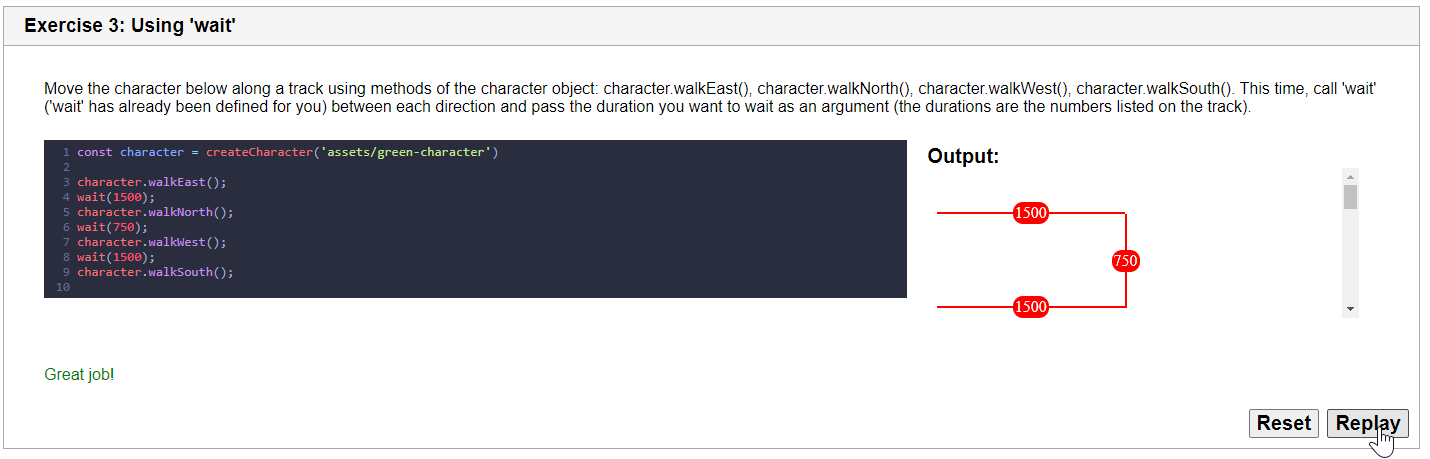 Exercise 3: Using 'wait'
Move the character below along a track using methods of the character object: character.walkEast(), character.walkNorth(), character.walkWest(), character.walkSouth(). This time, call 'wait'
('wait' has already been defined for you) between each direction and pass the duration you want to wait as an argument (the durations are the numbers listed on the track).
1 const character = createCharacter('assets/green-character')
2
3 character.walkEast();
4 wait(1500);
5 character.walkNorth();
6 wait(750);
7 character.walkWest();
8 wait(1500);
9 character.walkSouth();
10
Output:
1500
750
1500
Great job!
Reset Replay